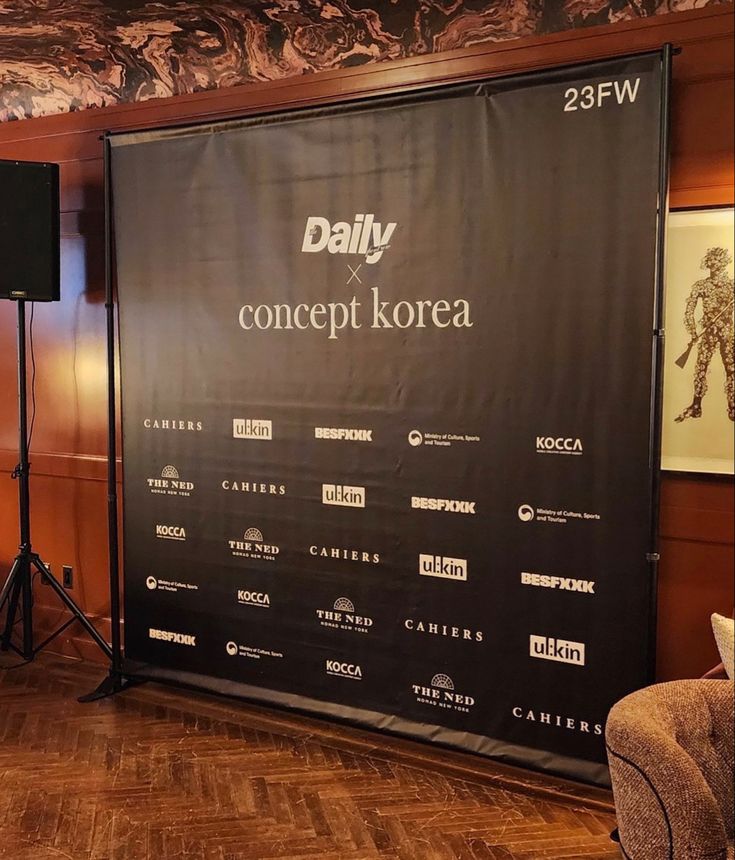 23FW
Daily
×
concept korea
CAHIERS
ul:kin
BESFXXK
Ministry of Culture, Sports
and Tourism
KOCCA
THE NED
NOMAD NEW YORK
CAHIERS
ul:kin
BESFXXK
Ministry of Culture, Sports
and Tourism
KOCCA
THE NED
NOMAD NEW YORK
CAHIERS
ul:kin
BESFXXK
Ministry of Culture, Sports
and Tourism
KOCCA
THE NED
NOMAD NEW YORK
CAHIERS
ul:kin
BESFXXK
Ministry of Culture, Sports
and Tourism
KOCCA
THE NED
NOMAD NEW YORK
CAHIERS